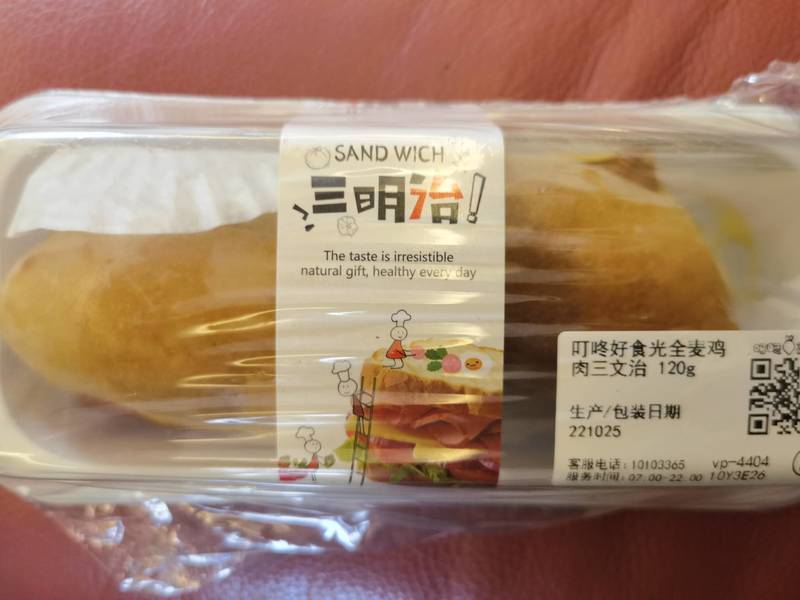 SAND WICH
三明治!
The taste is irresistible
natural gift, healthy every day
叮咚好食光全麦鸡
肉三文治 120g
生产/包装日期
221025
客服电话:10103365 vp-4404
服务时间:07:00-22:00 10Y3E26